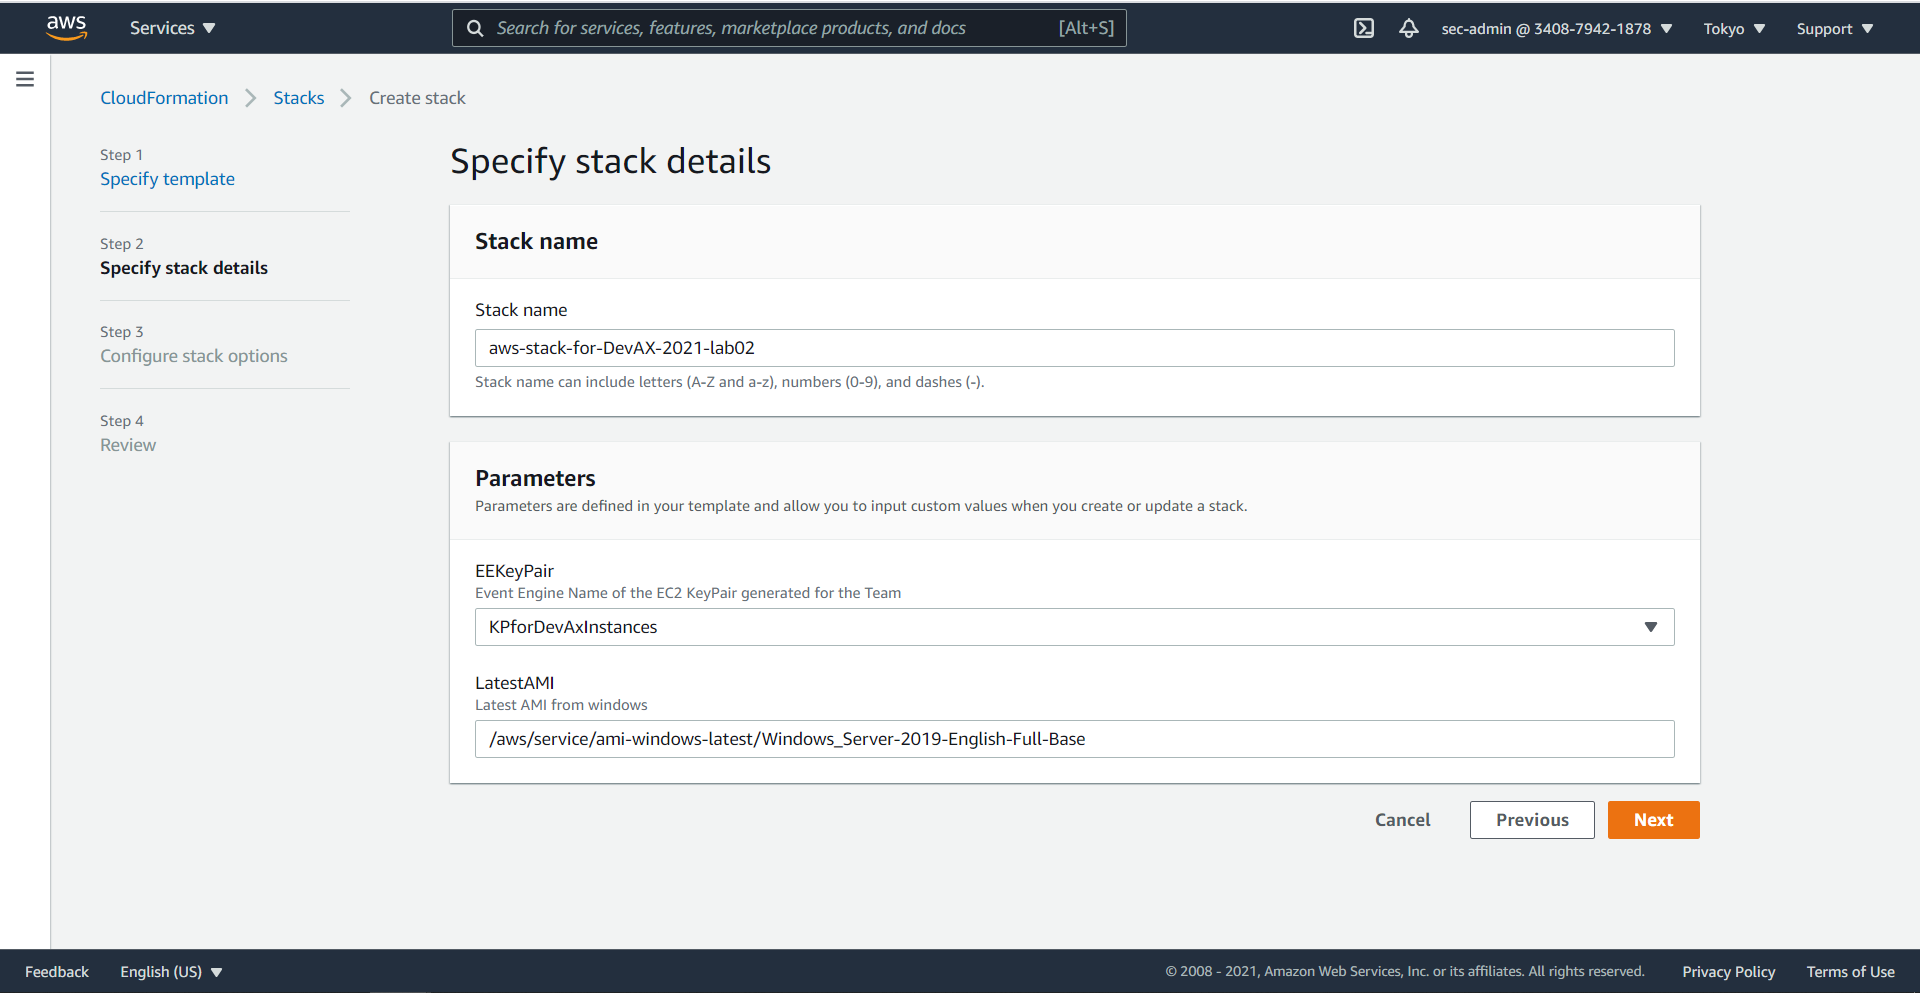 aws
Services
Search for services, features, marketplace products, and docs
[Alt+S]
sec-admin @ 3408-7942-1878
Tokyo
Support
CloudFormation
Stacks
Create stack
Step 1
Specify template
Step 2
Specify stack details
Step 3
Configure stack options
Step 4
Review
Specify stack details
Stack name
Stack name
aws-stack-for-DevAX-2021-lab02
Stack name can include letters (A-Z and a-z), numbers (0-9), and dashes (-).
Parameters
Parameters are defined in your template and allow you to input custom values when you create or update a stack.
EEKeyPair
Event Engine Name of the EC2 KeyPair generated for the Team
KPforDevAxInstances
LatestAMI
Latest AMI from windows
/aws/service/ami-windows-latest/Windows_Server-2019-English-Full-Base
Cancel
Previous
Next
Feedback
English (US)
© 2008 - 2021, Amazon Web Services, Inc. or its affiliates. All rights reserved.
Privacy Policy
Terms of Use